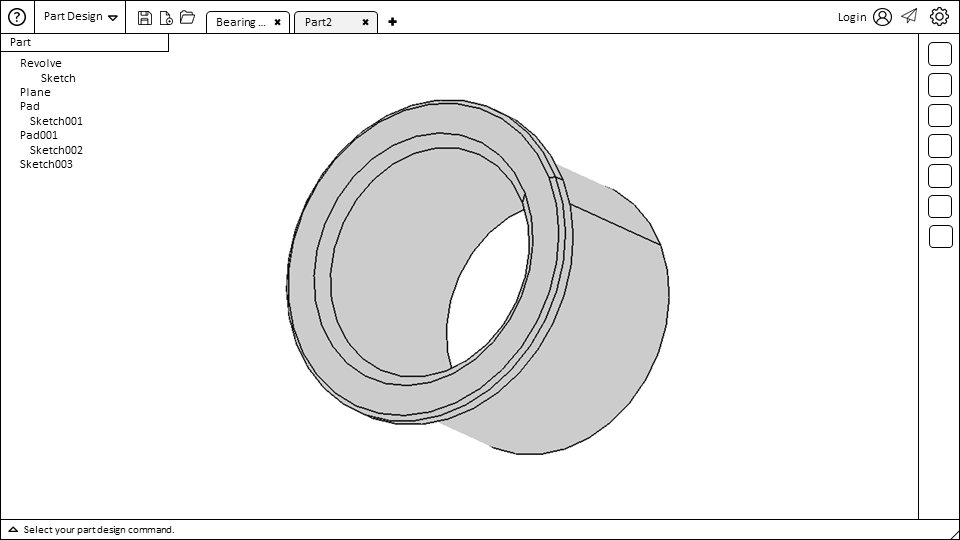 ? Part Design Bearing ... × Part2 × + Login
Part
Revolve
Sketch
Plane
Pad
Sketch001
Pad001
Sketch002
Sketch003
Select your part design command.